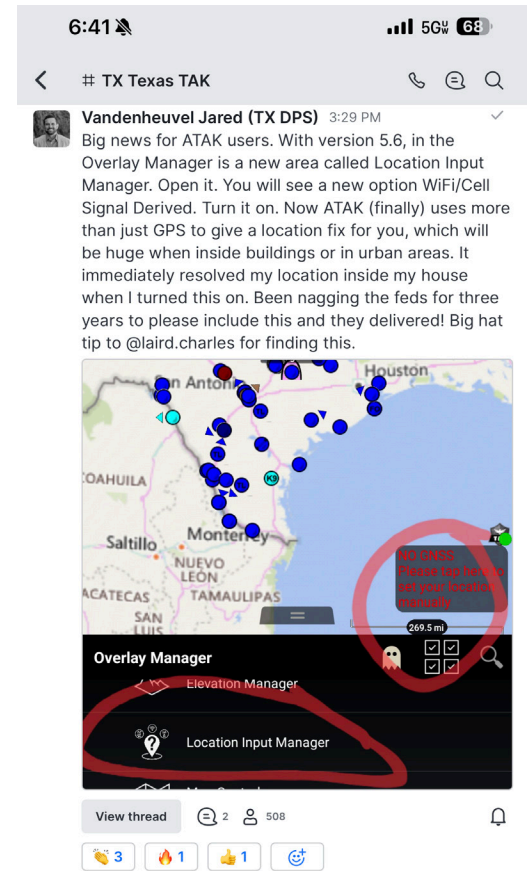 6:41
5GW 68
# TX Texas TAK
Vandenheuvel Jared (TX DPS) 3:29 PM
Big news for ATAK users. With version 5.6, in the
Overlay Manager is a new area called Location Input
Manager. Open it. You will see a new option WiFi/Cell
Signal Derived. Turn it on. Now ATAK (finally) uses more
than just GPS to give a location fix for you, which will
be huge when inside buildings or in urban areas. It
immediately resolved my location inside my house
when I turned this on. Been nagging the feds for three
years to please include this and they delivered! Big hat
tip to @laird.charles for finding this.
Houston
K9
COAHUILA
Saltillo
NUEVO
LEÓN
TAMAULIPAS
SAN
LUIS
NO GNSS
Please tap here to
set your location
manually
269.5 mi
Overlay Manager
Elevation Manager
Location Input Manager
View thread 2 508
3 1 1